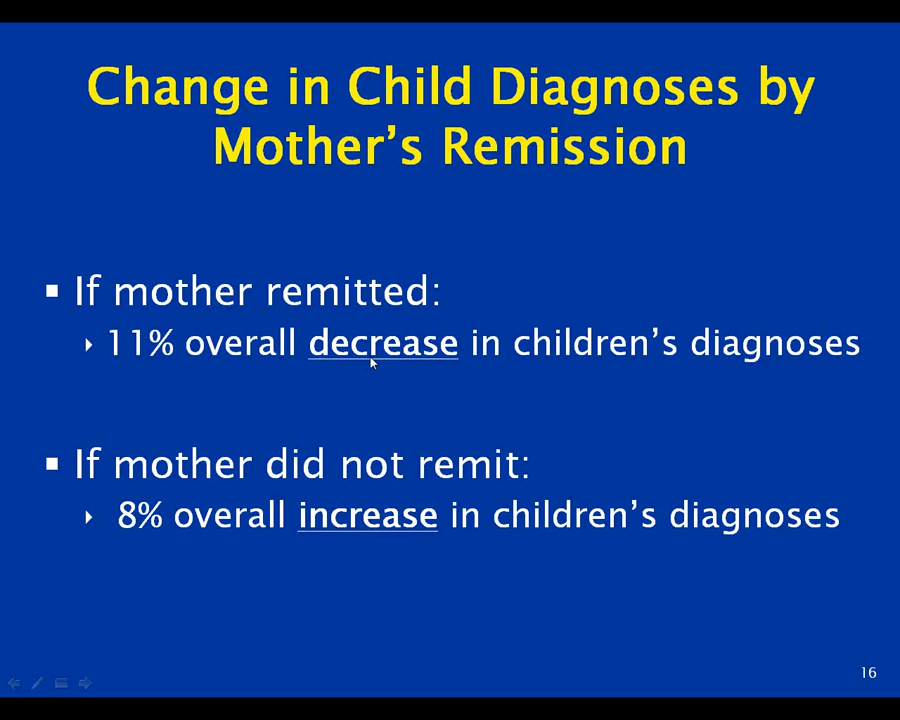 Change in Child Diagnoses by
Mother’s Remission
▪ If mother remitted:
‣ 11% overall decrease in children’s diagnoses
▪ If mother did not remit:
‣ 8% overall increase in children’s diagnoses
16